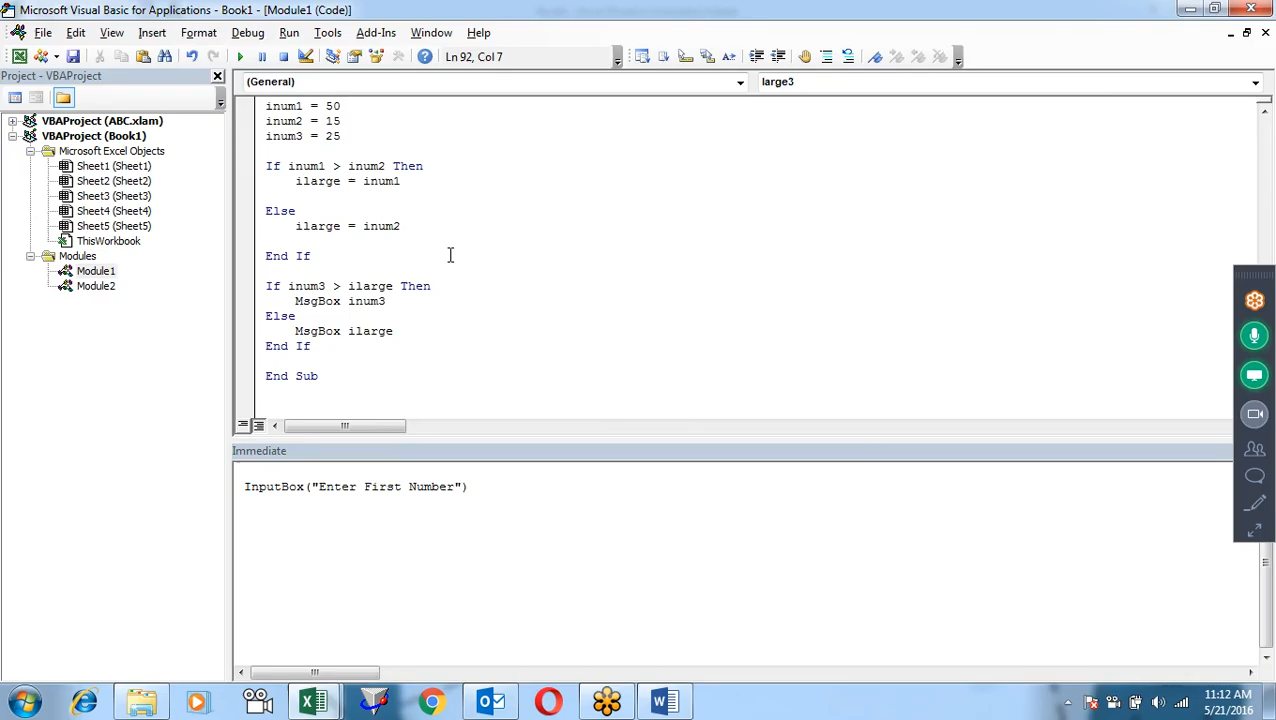 Microsoft Visual Basic for Applications - Book1 - [Module1 (Code)]
File Edit View Insert Format Debug Run Tools Add-Ins Window Help
Ln 92, Col 7
Project - VBAProject
(General)
large3
VBAProject (ABC.xlam)
VBAProject (Book1)
Microsoft Excel Objects
Sheet1 (Sheet1)
Sheet2 (Sheet2)
Sheet3 (Sheet3)
Sheet4 (Sheet4)
Sheet5 (Sheet5)
ThisWorkbook
Modules
Module1
Module2
inum1 = 50
inum2 = 15
inum3 = 25
If inum1 > inum2 Then
ilarge = inum1
Else
ilarge = inum2
End If
If inum3 > ilarge Then
MsgBox inum3
Else
MsgBox ilarge
End If
End Sub
Immediate
InputBox("Enter First Number")
11:12 AM
5/21/2016